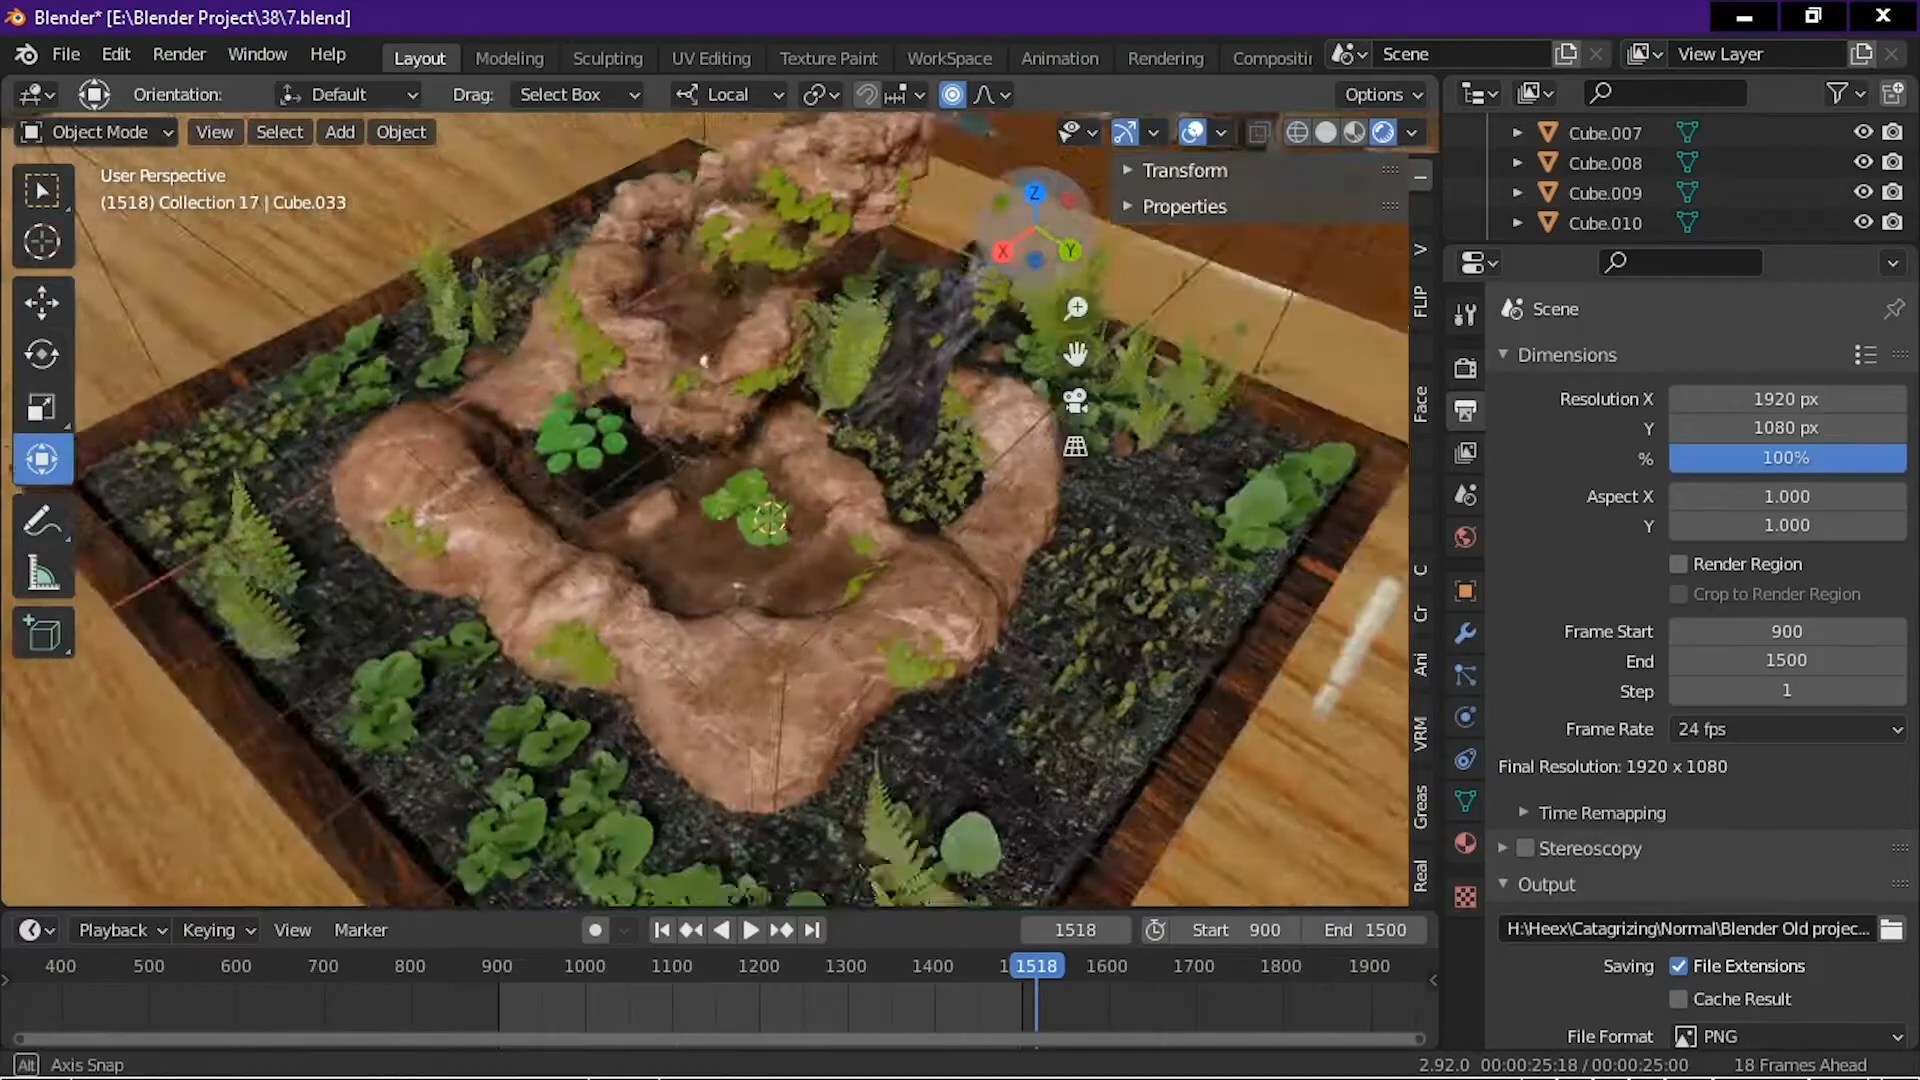 Blender* [E:\Blender Project\38\7.blend]
File Edit Render Window Help Layout Modeling Sculpting UV Editing Texture Paint WorkSpace Animation Rendering Compositi Scene View Layer
Orientation: Default Drag: Select Box Local Options
Object Mode View Select Add Object
User Perspective
(1518) Collection 17 | Cube.033
Transform
Properties
Z
X
Y
V
FLIP
Face
C
Cr
Ani
VRM
Greas
Real
Cube.007
Cube.008
Cube.009
Cube.010
Scene
Dimensions
Resolution X 1920 px
Y 1080 px
% 100%
Aspect X 1.000
Y 1.000
Render Region
Crop to Render Region
Frame Start 900
End 1500
Step 1
Frame Rate 24 fps
Final Resolution: 1920 x 1080
Time Remapping
Stereoscopy
Output
H:\Heex\Catagrizing\Normal\Blender Old projec...
Saving File Extensions
Cache Result
File Format PNG
Playback Keying View Marker 1518 Start 900 End 1500
400 500 600 700 800 900 1000 1100 1200 1300 1400 1 1518 1600 1700 1800 1900
Alt Axis Snap 2.92.0 00:00:25:18 / 00:00:25:00 18 Frames Ahead